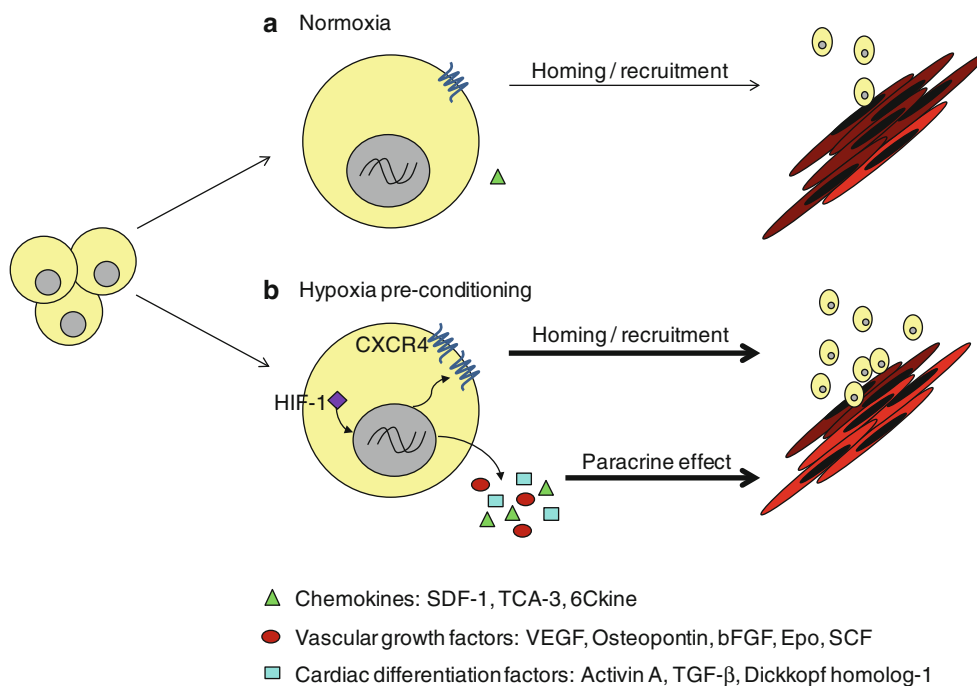 a Normoxia
Homing / recruitment
b Hypoxia pre-conditioning
CXCR4
Homing / recruitment
HIF-1
Paracrine effect
Chemokines: SDF-1, TCA-3, 6Ckine
Vascular growth factors: VEGF, Osteopontin, bFGF, Epo, SCF
Cardiac differentiation factors: Activin A, TGF-β, Dickkopf homolog-1